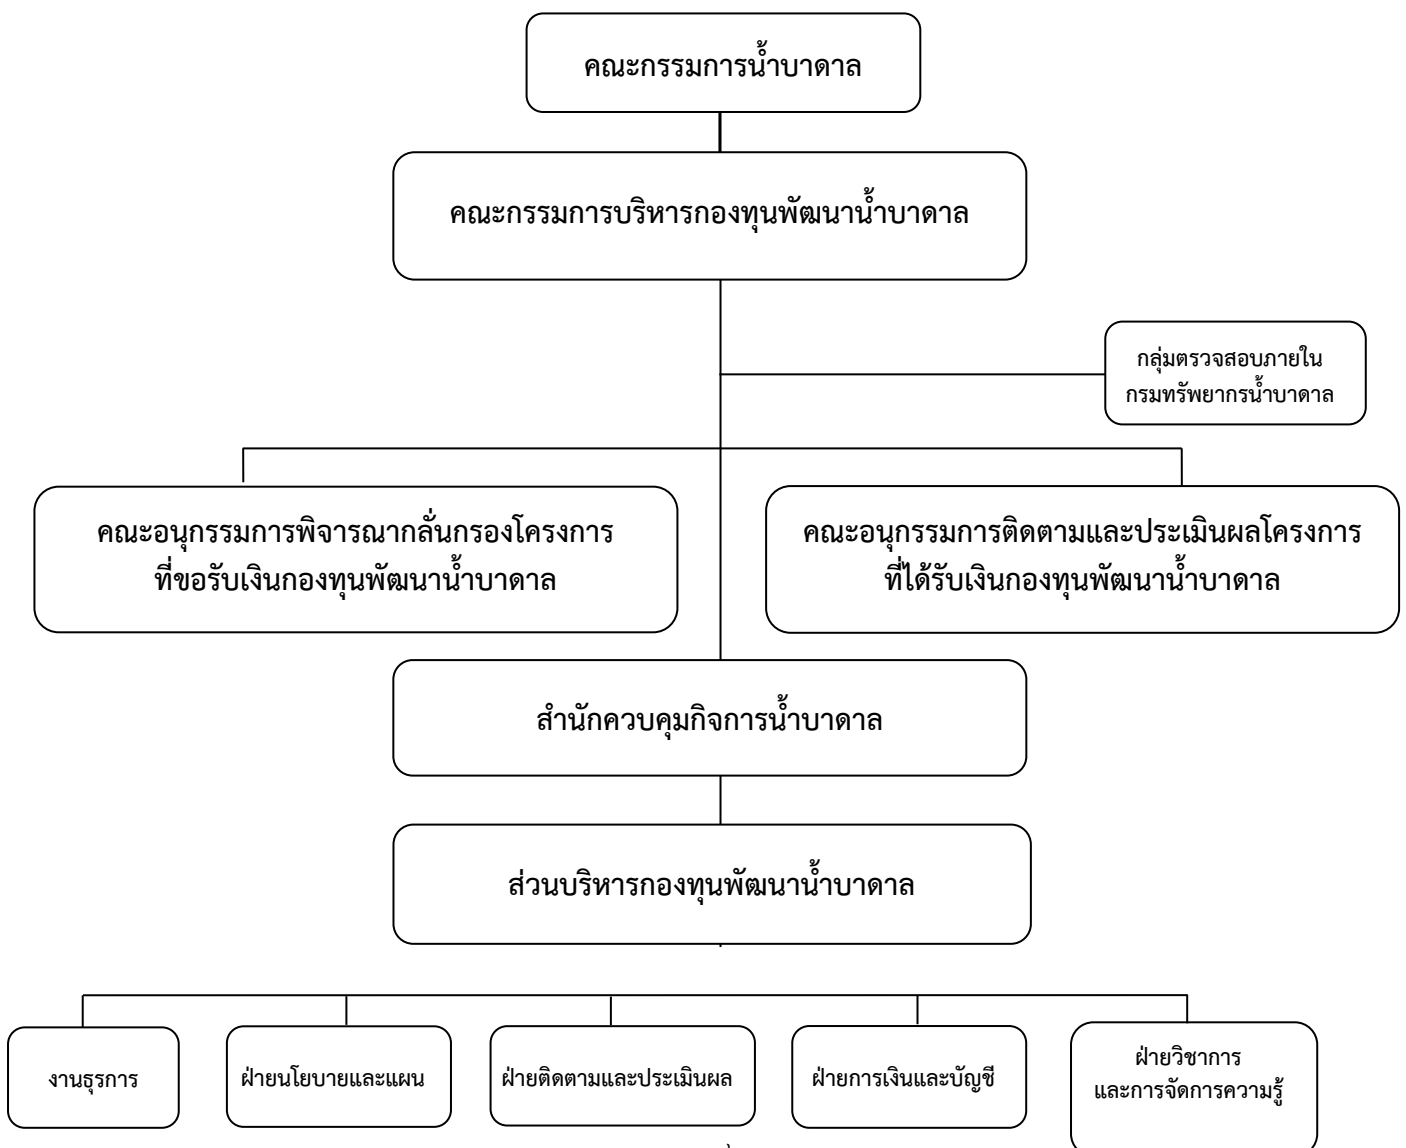 คณะกรรมการน้ำบาดาล
คณะกรรมการบริหารกองทุนพัฒนาน้ำบาดาล
กลุ่มตรวจสอบภายใน
กรมทรัพยากรน้ำบาดาล
คณะอนุกรรมการพิจารณากลั่นกรองโครงการ
ที่ขอรับเงินกองทุนพัฒนาน้ำบาดาล
คณะอนุกรรมการติดตามและประเมินผลโครงการ
ที่ได้รับเงินกองทุนพัฒนาน้ำบาดาล
สำนักควบคุมกิจการน้ำบาดาล
ส่วนบริหารกองทุนพัฒนาน้ำบาดาล
งานธุรการ
ฝ่ายนโยบายและแผน
ฝ่ายติดตามและประเมินผล
ฝ่ายการเงินและบัญชี
ฝ่ายวิชาการ
และการจัดการความรู้